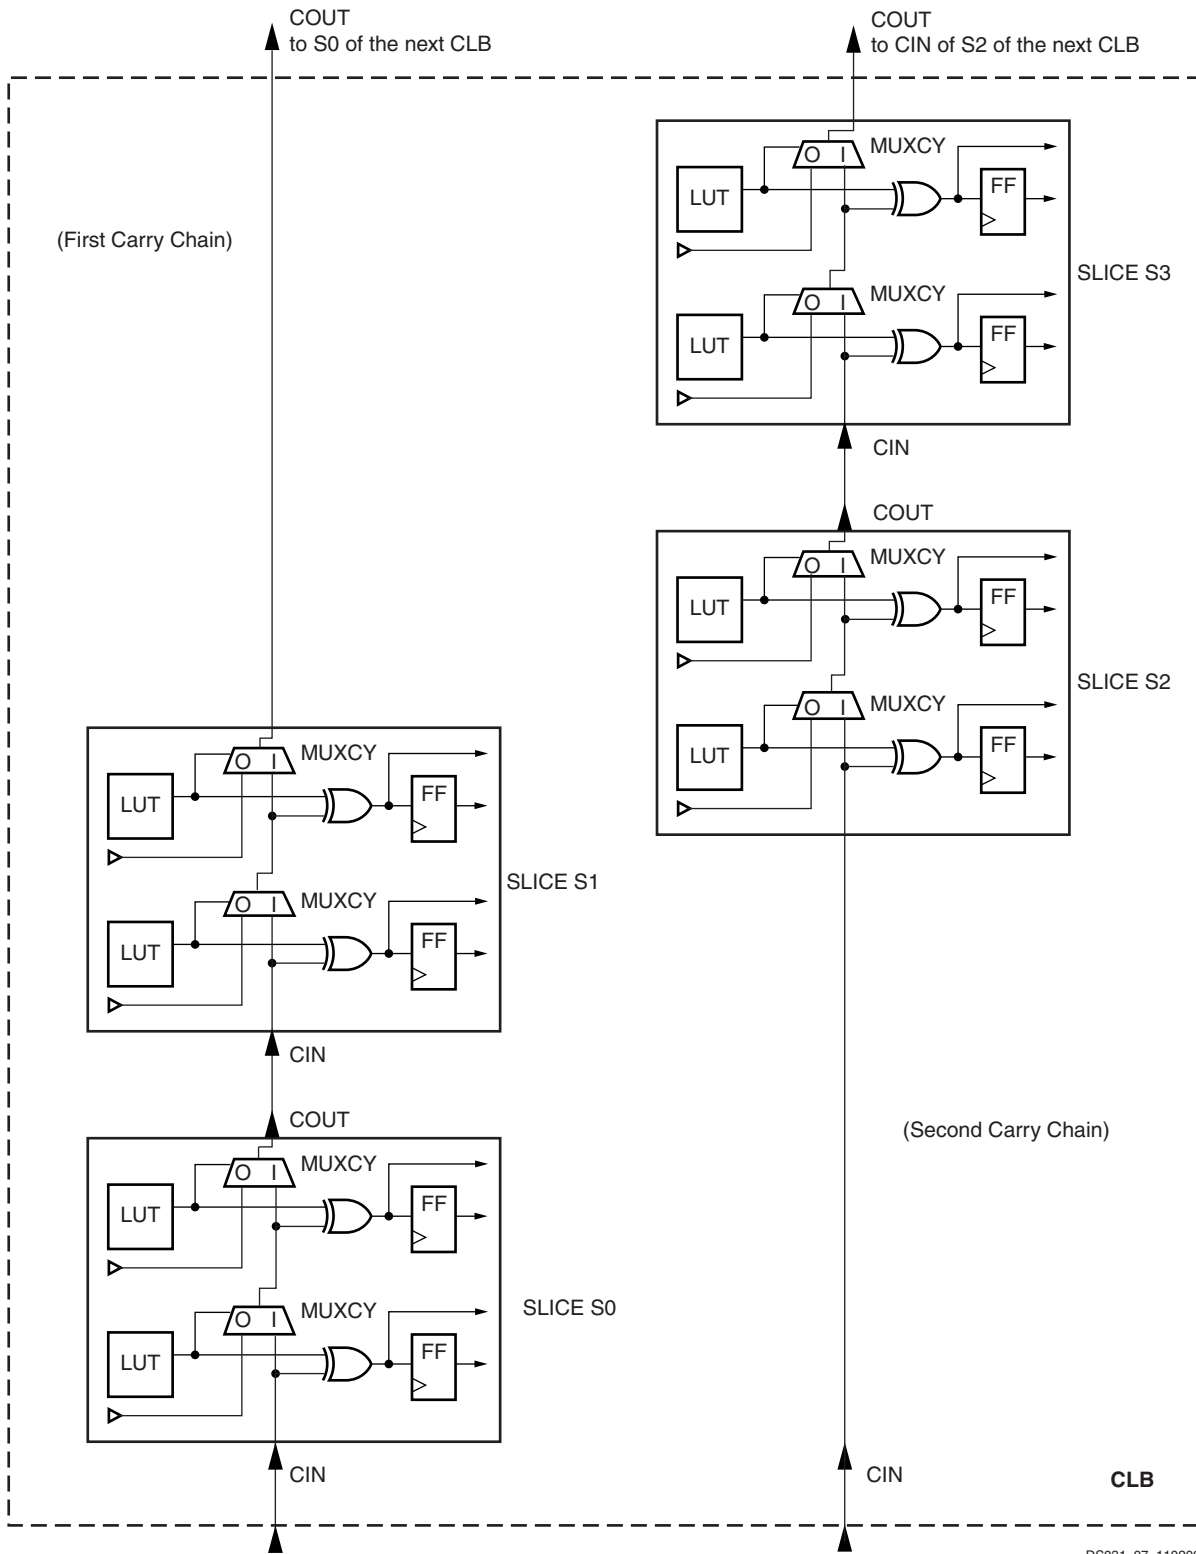 COUT
to S0 of the next CLB
COUT
to CIN of S2 of the next CLB
(First Carry Chain)
O I
MUXCY
LUT
FF
SLICE S3
O I
MUXCY
LUT
FF
CIN
COUT
O I
MUXCY
LUT
FF
SLICE S2
O I
MUXCY
LUT
FF
O I
MUXCY
LUT
FF
SLICE S1
O I
MUXCY
LUT
FF
CIN
COUT
(Second Carry Chain)
O I
MUXCY
LUT
FF
SLICE S0
O I
MUXCY
LUT
FF
CIN
CIN
CLB